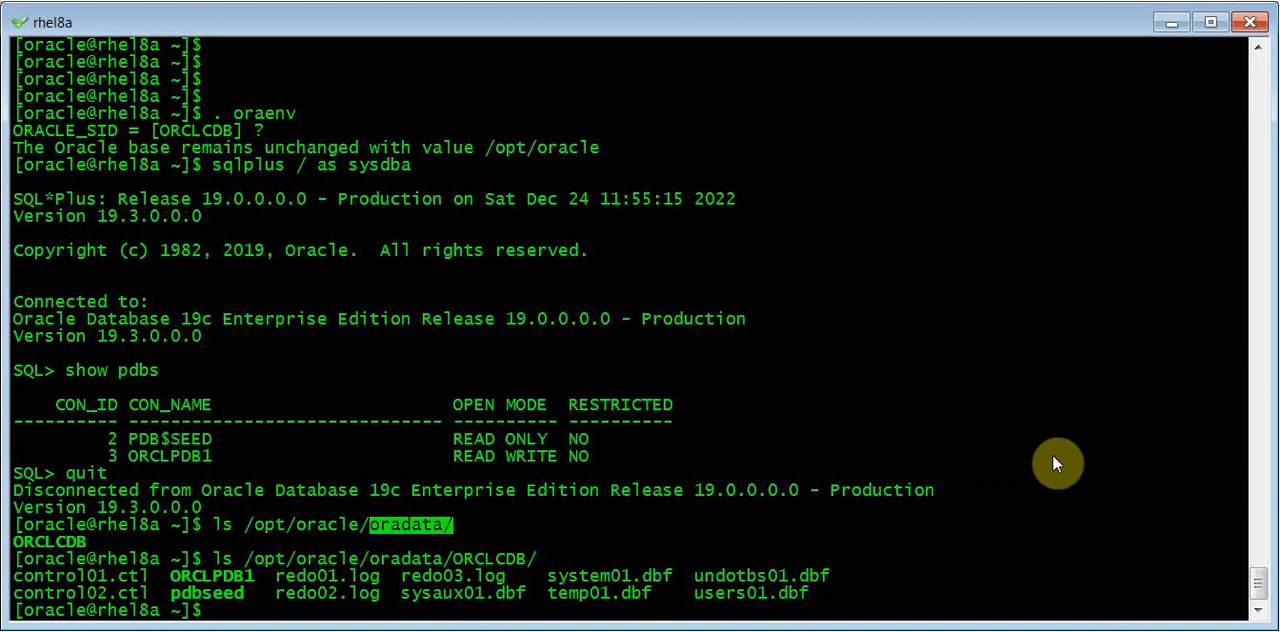 rhel8a
[oracle@rhel8a ~]$
[oracle@rhel8a ~]$
[oracle@rhel8a ~]$
[oracle@rhel8a ~]$
[oracle@rhel8a ~]$ . oraenv
ORACLE_SID = [ORCLCDB] ?
The Oracle base remains unchanged with value /opt/oracle
[oracle@rhel8a ~]$ sqlplus / as sysdba
SQL*Plus: Release 19.0.0.0.0 - Production on Sat Dec 24 11:55:15 2022
Version 19.3.0.0.0
Copyright (c) 1982, 2019, Oracle.  All rights reserved.
Connected to:
Oracle Database 19c Enterprise Edition Release 19.0.0.0.0 - Production
Version 19.3.0.0.0
SQL> show pdbs
    CON_ID CON_NAME                       OPEN MODE  RESTRICTED
---------- ------------------------------ ---------- ----------
         2 PDB$SEED                       READ ONLY  NO
         3 ORCLPDB1                       READ WRITE NO
SQL> quit
Disconnected from Oracle Database 19c Enterprise Edition Release 19.0.0.0.0 - Production
Version 19.3.0.0.0
[oracle@rhel8a ~]$ ls /opt/oracle/oradata/
ORCLCDB
[oracle@rhel8a ~]$ ls /opt/oracle/oradata/ORCLCDB/
control01.ctl  ORCLPDB1  redo01.log  redo03.log    system01.dbf  undotbs01.dbf
control02.ctl  pdbseed   redo02.log  sysaux01.dbf  temp01.dbf    users01.dbf
[oracle@rhel8a ~]$